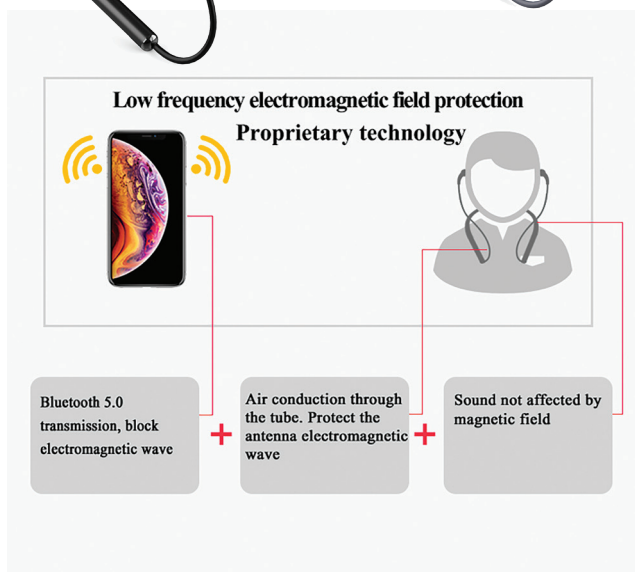 Low frequency electromagnetic field protection
Proprietary technology
Bluetooth 5.0
transmission, block
electromagnetic wave
Air conduction through
the tube. Protect the
antenna electromagnetic
wave
Sound not affected by
magnetic field